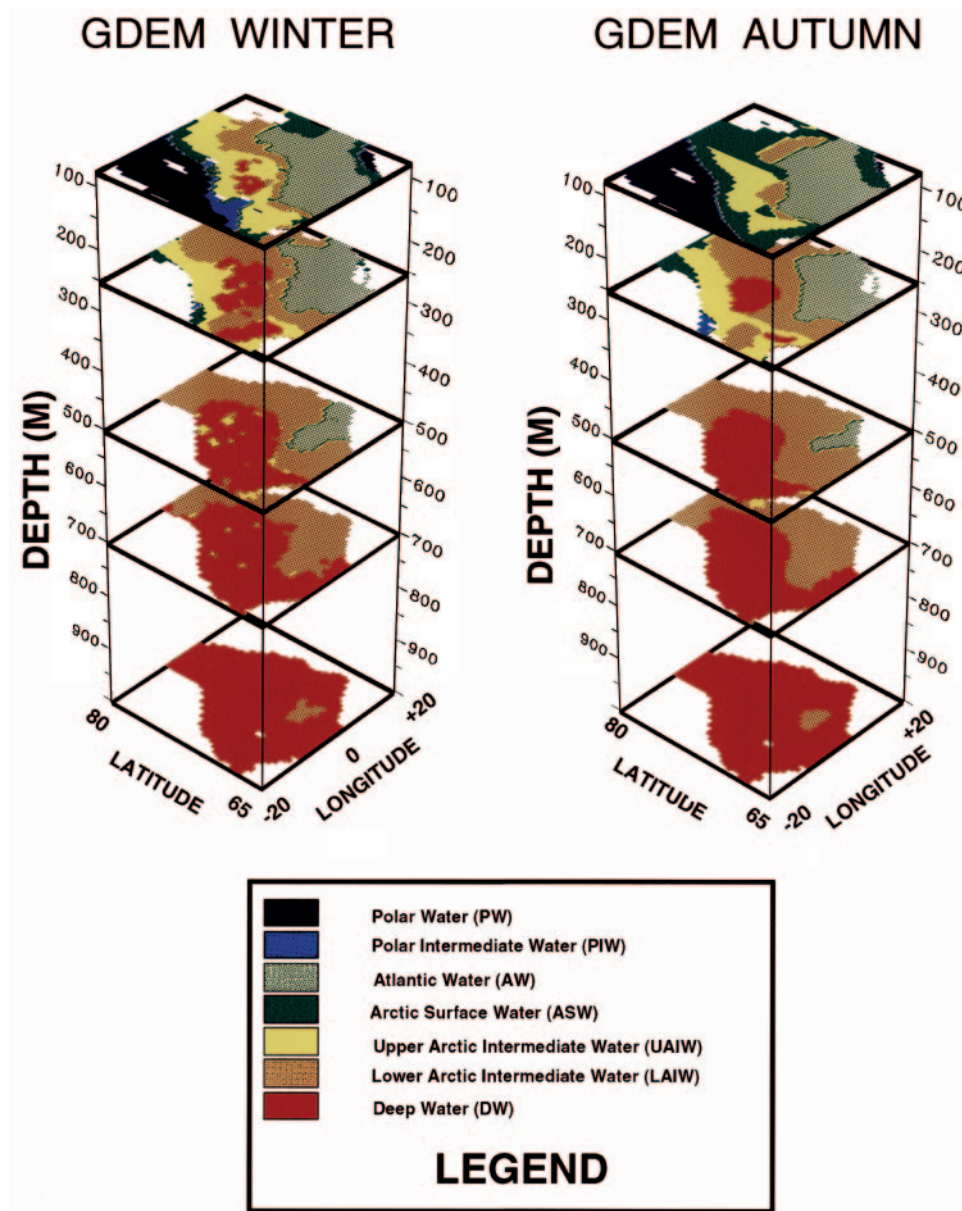 GDEM WINTER
GDEM AUTUMN
DEPTH (M)
100
200
300
400
500
600
700
800
900
100
200
300
400
500
600
700
800
900
80
LATITUDE
65
-20
0
LONGITUDE
+20
DEPTH (M)
100
200
300
400
500
600
700
800
900
100
200
300
400
500
600
700
800
900
80
LATITUDE
65
-20
0
LONGITUDE
+20
Polar Water (PW)
Polar Intermediate Water (PIW)
Atlantic Water (AW)
Arctic Surface Water (ASW)
Upper Arctic Intermediate Water (UAIW)
Lower Arctic Intermediate Water (LAIW)
Deep Water (DW)
LEGEND